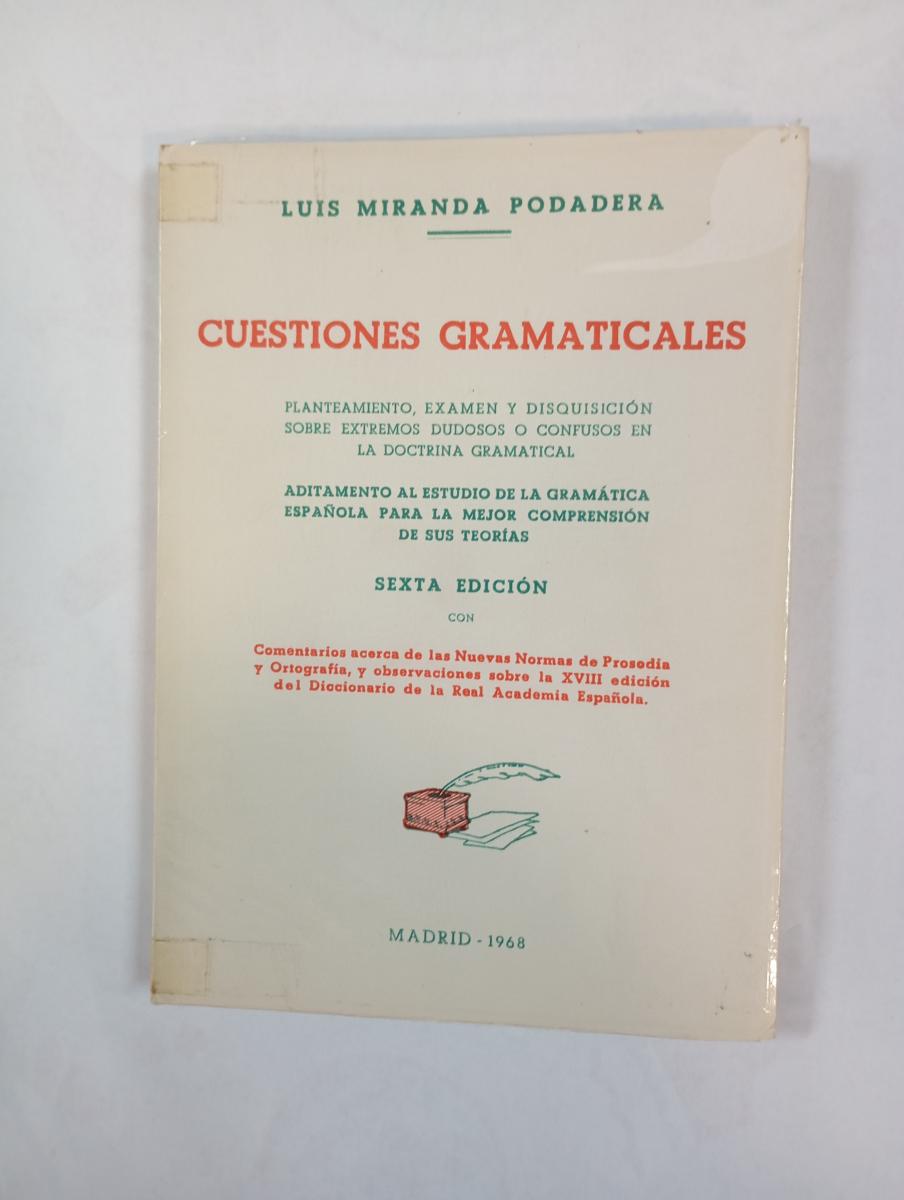 LUIS MIRANDA PODADERA
CUESTIONES GRAMATICALES
PLANTEAMIENTO, EXAMEN Y DISQUISICIÓN
SOBRE EXTREMOS DUDOSOS O CONFUSOS EN
LA DOCTRINA GRAMATICAL
ADITAMENTO AL ESTUDIO DE LA GRAMÁTICA
ESPAÑOLA PARA LA MEJOR COMPRENSIÓN
DE SUS TEORÍAS
SEXTA EDICIÓN
CON
Comentarios acerca de las Nuevas Normas de Prosodia
y Ortografía, y observaciones sobre la XVIII edición
del Diccionario de la Real Academia Española.
MADRID - 1968